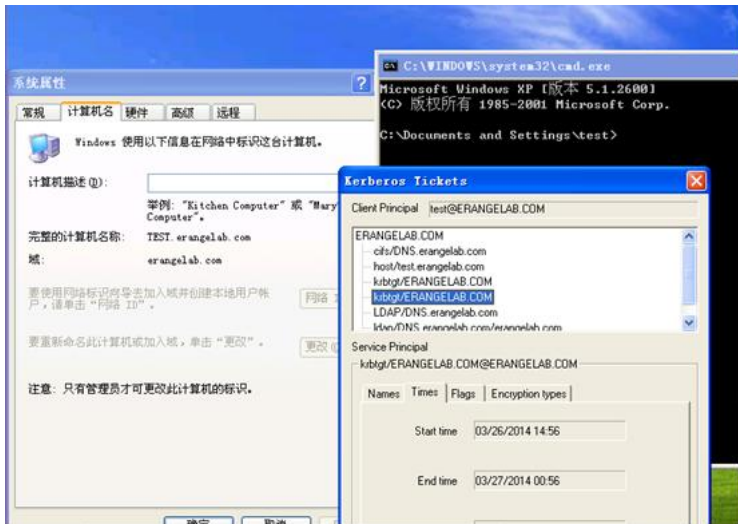 系统属性
常规 计算机名 硬件 高级 远程
Windows 使用以下信息在网络中标识这台计算机。
计算机描述(D):
举例: "Kitchen Computer" 或 "Mary
Computer"。
完整的计算机名称: TEST.erangelab.com
域: erangelab.com
要使用网络标识向导去加入域并创建本地用户帐
户，请单击 "网络 ID"。
网络
要重新命名此计算机或加入域，单击 "更改"。
更改
注意: 只有管理员才可更改此计算机的标识。
确定 取消
C:\WINDOWS\system32\cmd.exe
Microsoft Windows XP [版本 5.1.2600]
(C) 版权所有 1985-2001 Microsoft Corp.
C:\Documents and Settings\test>
Kerberos Tickets
Client Principal test@ERANGELAB.COM
ERANGELAB.COM
cifs/DNS.erangelab.com
host/test.erangelab.com
krbtgt/ERANGELAB.COM
krbtgt/ERANGELAB.COM
LDAP/DNS.erangelab.com
ldap/DNS.erangelab.com/erangelab.com
Service Principal
krbtgt/ERANGELAB.COM@ERANGELAB.COM
Names Times Flags Encryption types
Start time 03/26/2014 14:56
End time 03/27/2014 00:56